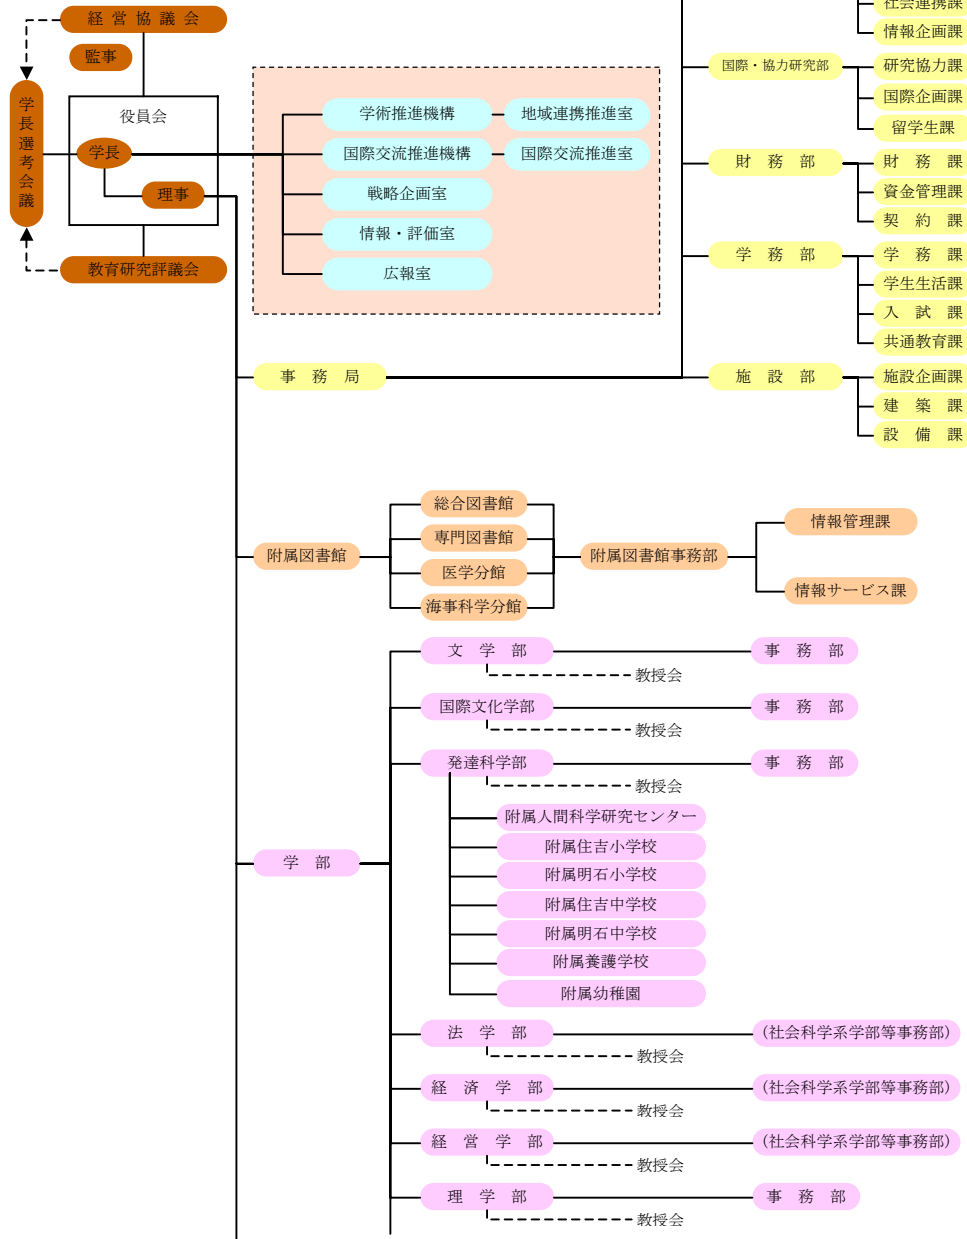 経営協議会
監事
学長選考会議
役員会
学長
理事
教育研究評議会
学術推進機構
地域連携推進室
国際交流推進機構
国際交流推進室
戦略企画室
情報・評価室
広報室
社会連携課
情報企画課
国際・協力研究部
研究協力課
国際企画課
留学生課
財務部
財務課
資金管理課
契約課
学務部
学務課
学生生活課
入試課
共通教育課
事務局
施設部
施設企画課
建築課
設備課
附属図書館
総合図書館
専門図書館
医学分館
海事科学分館
附属図書館事務部
情報管理課
情報サービス課
学部
文学部
事務部
教授会
国際文化学部
事務部
教授会
発達科学部
事務部
教授会
附属人間科学研究センター
附属住吉小学校
附属明石小学校
附属住吉中学校
附属明石中学校
附属養護学校
附属幼稚園
法学部
(社会科学系学部等事務部)
教授会
経済学部
(社会科学系学部等事務部)
教授会
経営学部
(社会科学系学部等事務部)
教授会
理学部
事務部
教授会